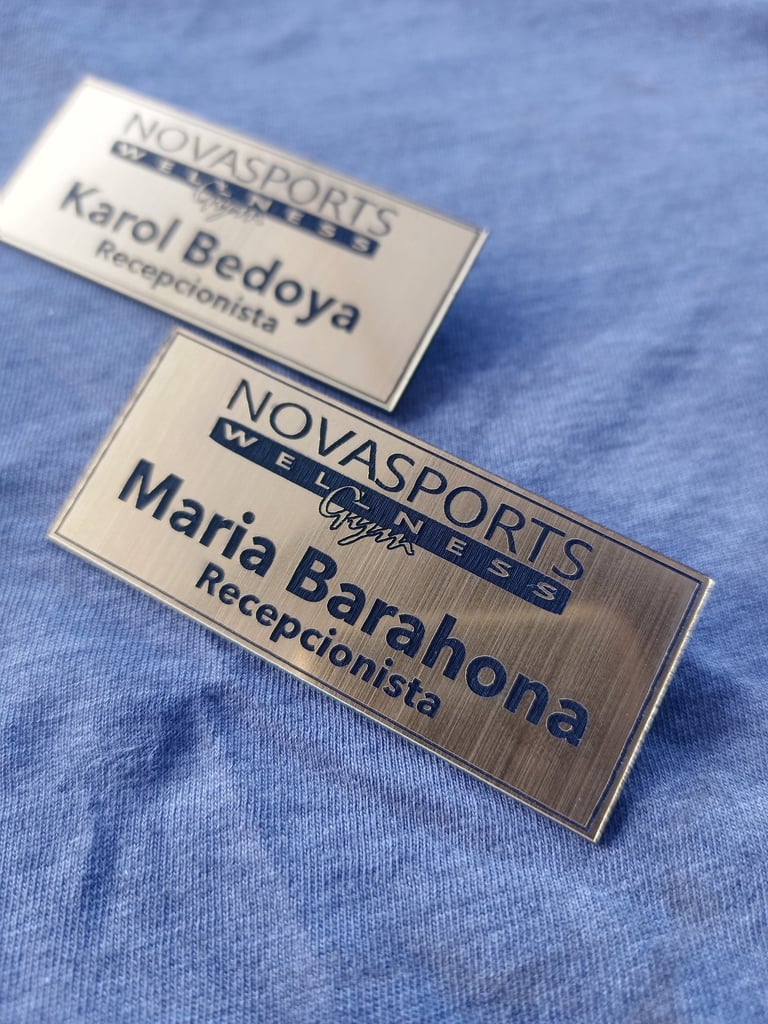 NOVASPORTS
WELLNESS
Gym
Karol Bedoya
Recepcionista
NOVASPORTS
WELLNESS
Gym
Maria Barahona
Recepcionista